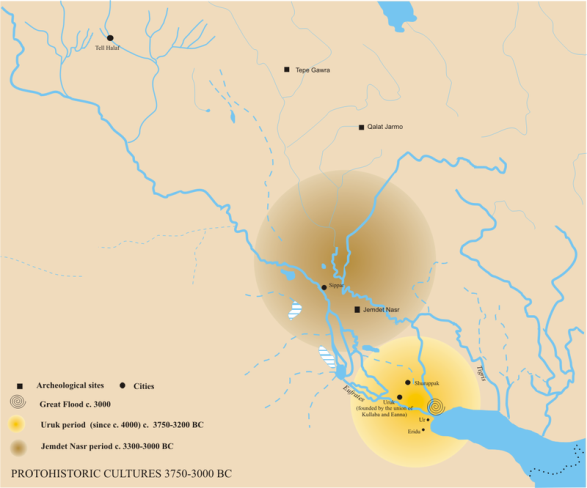 Tell Halaf
Tepe Gawra
Qalat Jarmo
Sippar
Jemdet Nasr
Eufrates
Tigris
Shuruppak
Uruk
(founded by the union of
Kullaba and Eanna)
Ur
Eridu
Archeological sites
Cities
Great Flood c. 3000
Uruk period (since c. 4000) c. 3750-3200 BC
Jemdet Nasr period c. 3300-3000 BC
PROTOHISTORIC CULTURES 3750-3000 BC